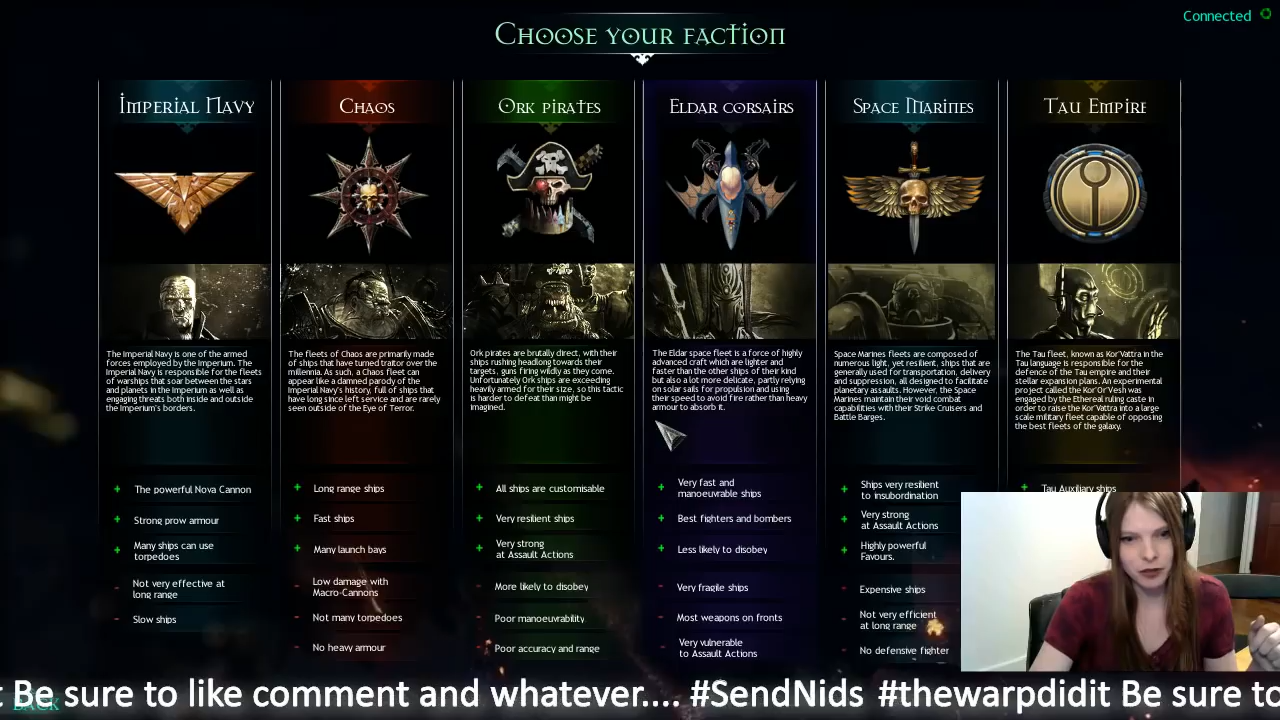 Connected
Choose your faction
Imperial Navy
The Imperial Navy is one of the armed
forces employed by the Imperium. The
Imperial Navy is responsible for the fleets
of warships that soar between the stars
and planets in the Imperium as well as
engaging threats both inside and outside
the Imperium's borders.
+ The powerful Nova Cannon
+ Strong prow armour
+ Many ships can use
torpedoes
- Not very effective at
long range
- Slow ships
Chaos
The fleets of Chaos are primarily made
of ships that have turned traitor over the
millennia. As such, a Chaos fleet can
appear like a damned parody of the
Imperial Navy's history, full of ships that
have long since left service and are rarely
seen outside of the Eye of Terror.
+ Long range ships
+ Fast ships
+ Many launch bays
- Low damage with
Macro-Cannons
- Not many torpedoes
- No heavy armour
Ork pirates
Ork pirates are brutally direct, with their
ships rushing headlong towards their
targets, guns firing wildly as they come.
Unfortunately Ork ships are exceeding
heavily armed for their size, so this tactic
is harder to defeat than might be
imagined.
+ All ships are customisable
+ Very resilient ships
+ Very strong
at Assault Actions
- More likely to disobey
- Poor manoeuvrability
- Poor accuracy and range
Eldar corsairs
The Eldar space fleet is a force of highly
advanced craft which are lighter and
faster than the other ships of their kind
but also a lot more delicate, partly relying
on solar sails for propulsion and using
their speed to avoid fire rather than heavy
armour to absorb it.
+ Very fast and
manoeuvrable ships
+ Best fighters and bombers
+ Less likely to disobey
- Very fragile ships
- Most weapons on fronts
- Very vulnerable
to Assault Actions
Space Marines
Space Marines fleets are composed of
numerous light, yet resilient, ships that are
generally used for transportation, delivery
and suppression, all designed to facilitate
planetary assaults. However, the Space
Marines maintain their void combat
capabilities with their Strike Cruisers and
Battle Barges.
+ Ships very resilient
to insubordination
+ Very strong
at Assault Actions
+ Highly powerful
Favours.
- Expensive ships
- Not very efficient
at long range
- No defensive fighter
Tau Empire
The Tau fleet, known as Kor'Vattra in the
Tau language is responsible for the
defence of the Tau empire and their
stellar expansion plans. An experimental
project called the Kor'Or'Vesh was
engaged by the Ethereal ruling caste in
order to raise the Kor'Vattra into a large
scale military fleet capable of opposing
the best fleets of the galaxy.
+ Tau Auxiliary ships
Be sure to like comment and whatever.... #SendNids #thewarpdidit Be sure to
BACK